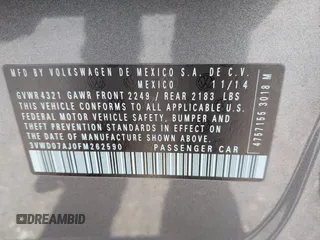 MFD BY VOLKSWAGEN DE MEXICO S.A. DE C.V.
MEXICO 11/14
GVWR4321 GAWR FRONT 2249 / REAR 2183 LBS
THIS VEHICLE CONFORMS TO ALL APPLICABLE U.S.
FEDERAL MOTOR VEHICLE SAFETY, BUMPER AND
THEFT PREVENTION STANDARDS IN EFFECT ON
THE DATE OF MANUFACTURE SHOWN ABOVE.
3VWD07AJ0FM262590 PASSENGER CAR
4757155 3018 M
DREAMBID